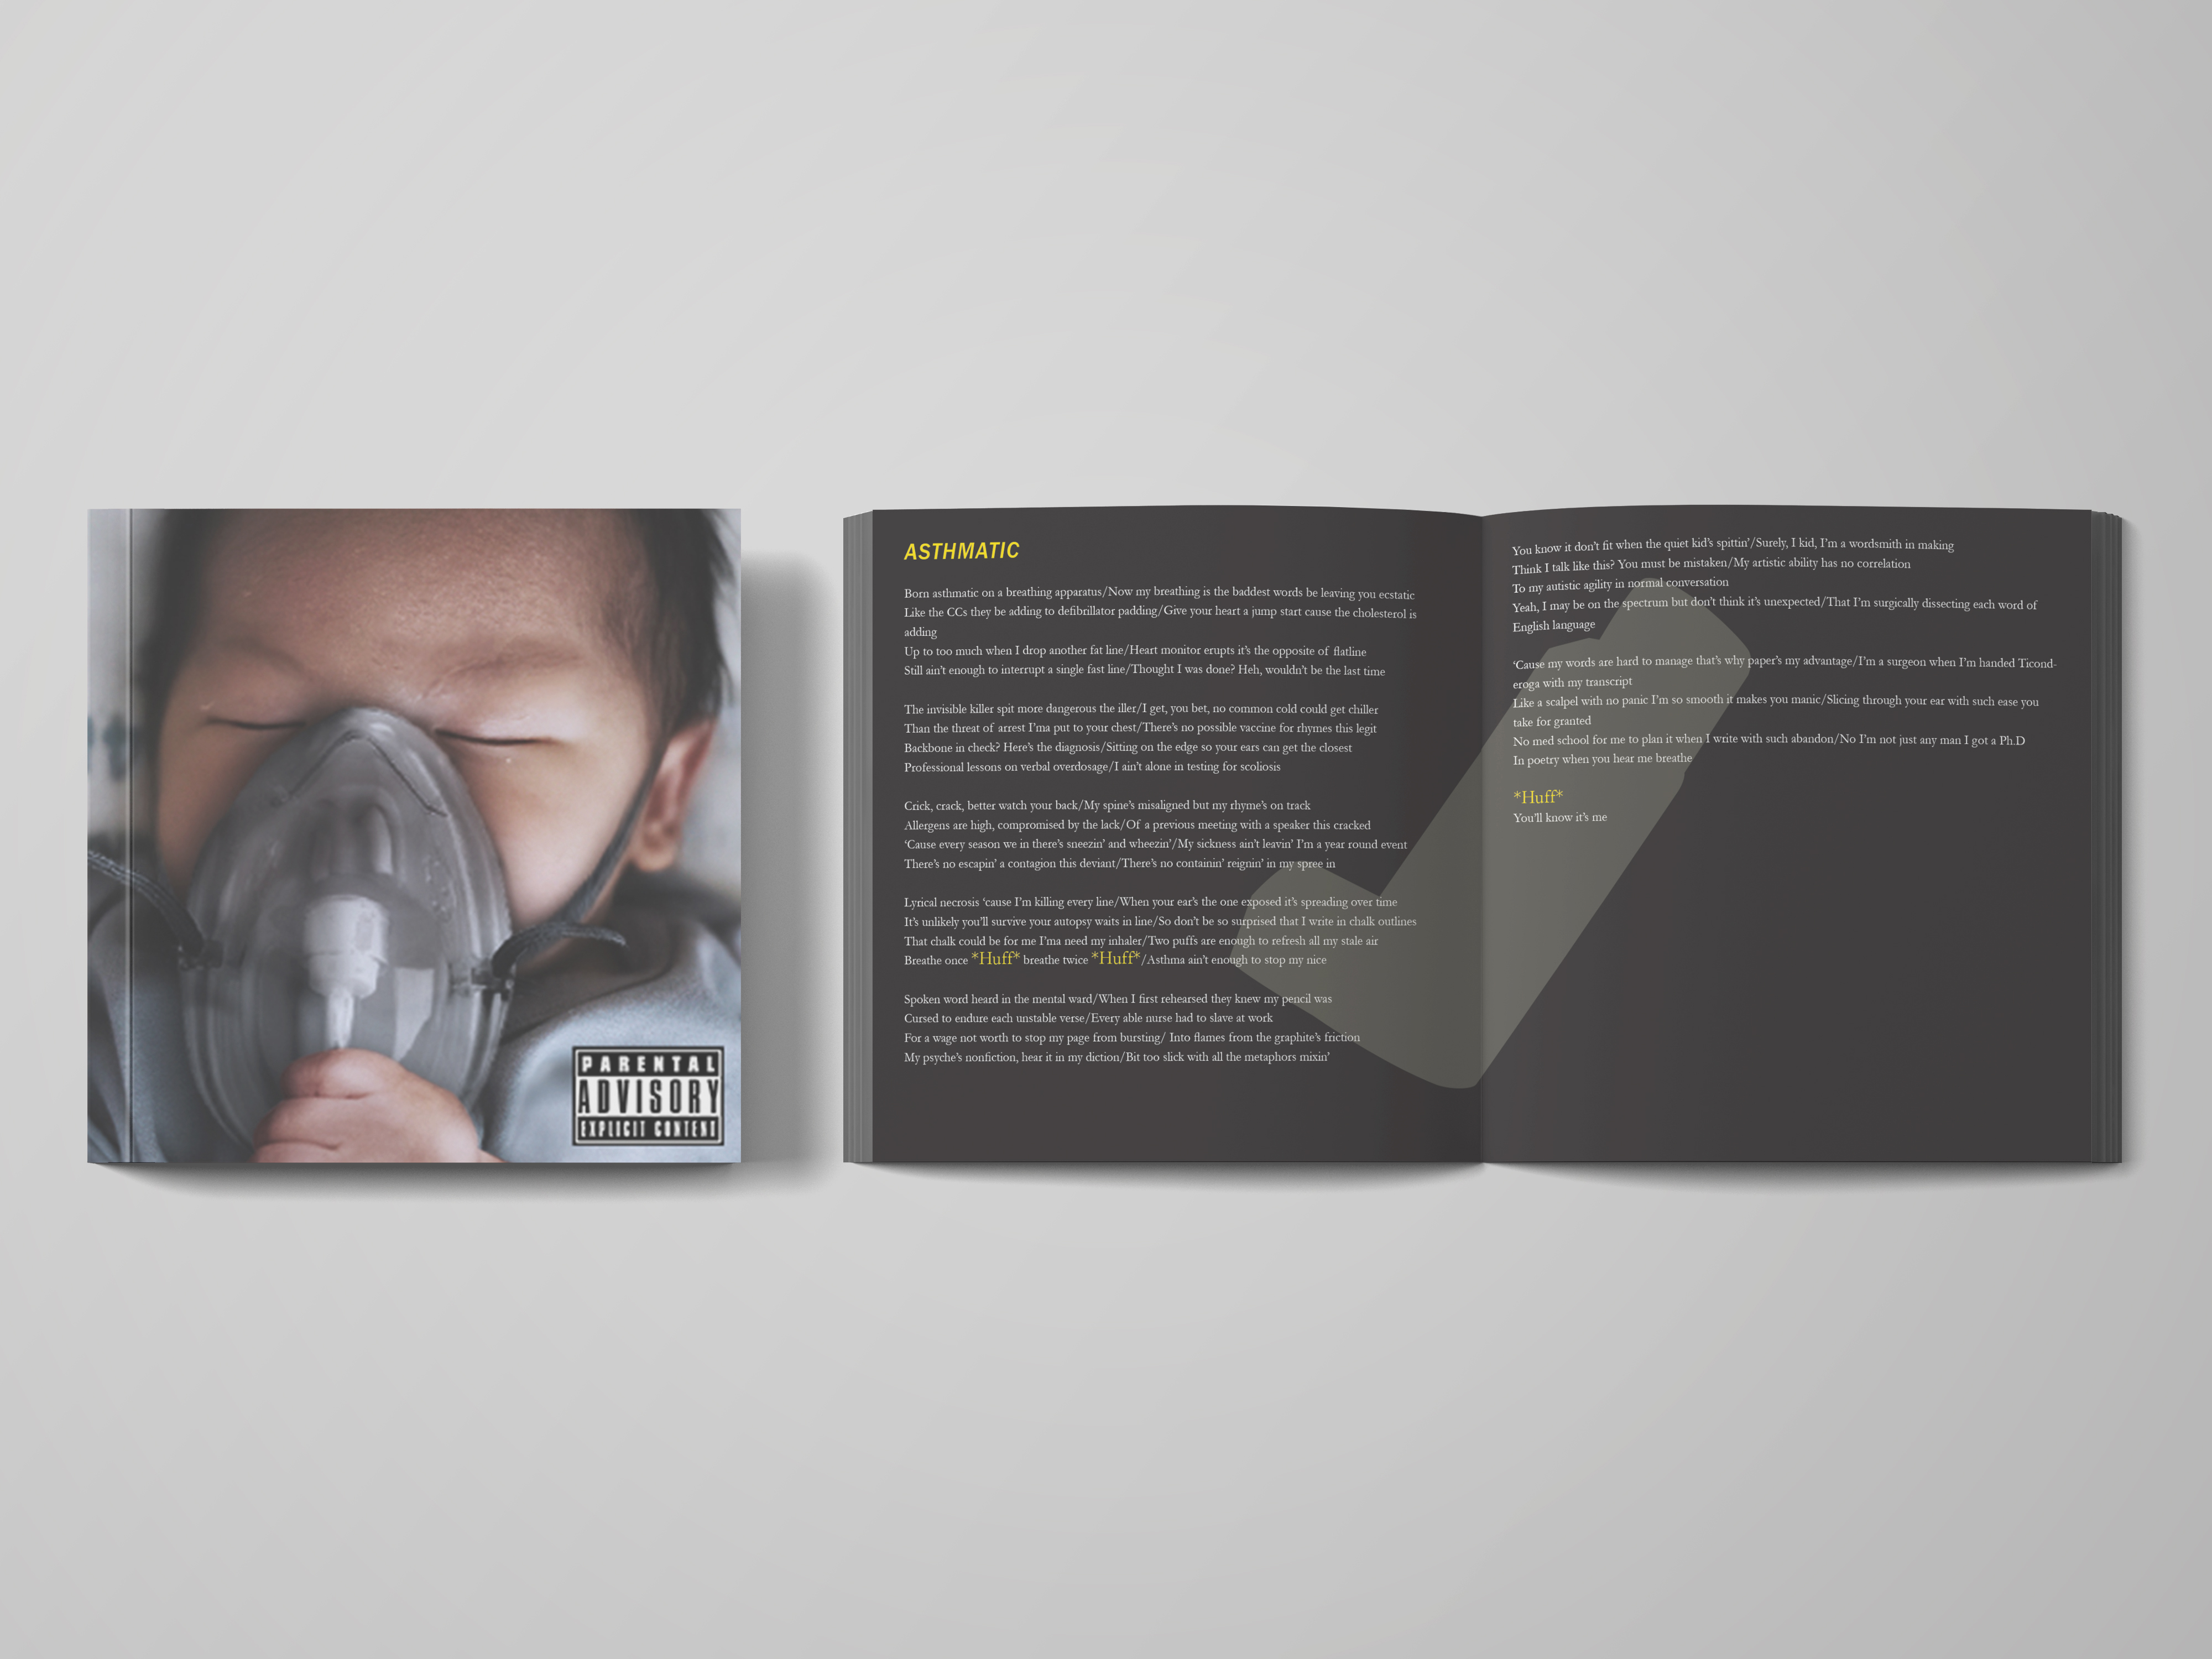 PARENTAL
ADVISORY
EXPLICIT CONTENT
ASTHMATIC
Born asthmatic on a breathing apparatus/Now my breathing is the baddest words be leaving you ecstatic
Like the CCs they be adding to defibrillator padding/Give your heart a jump start cause the cholesterol is
adding
Up to too much when I drop another fat line/Heart monitor erupts it's the opposite of flatline
Still ain't enough to interrupt a single fast line/Thought I was done? Heh, wouldn't be the last time
The invisible killer spit more dangerous the iller/I get, you bet, no common cold could get chiller
Than the threat of arrest I'ma put to your chest/There's no possible vaccine for rhymes this legit
Backbone in check? Here's the diagnosis/Sitting on the edge so your ears can get the closest
Professional lessons on verbal overdosage/I ain't alone in testing for scoliosis
Crick, crack, better watch your back/My spine's misaligned but my rhyme's on track
Allergens are high, compromised by the lack/Of a previous meeting with a speaker this cracked
‘Cause every season we in there's sneezin' and wheezin'/My sickness ain't leavin' I'm a year round event
There's no escapin' a contagion this deviant/There's no containin' reignin' in my spree in
Lyrical necrosis ‘cause I'm killing every line/When your ear's the one exposed it's spreading over time
It's unlikely you'll survive your autopsy waits in line/So don't be so surprised that I write in chalk outlines
That chalk could be for me I'ma need my inhaler/Two puffs are enough to refresh all my stale air
Breathe once *Huff* breathe twice *Huff*/Asthma ain't enough to stop my nice
Spoken word heard in the mental ward/When I first rehearsed they knew my pencil was
Cursed to endure each unstable verse/Every able nurse had to slave at work
For a wage not worth to stop my page from bursting/ Into flames from the graphite's friction
My psyche's nonfiction, hear it in my diction/Bit too slick with all the metaphors mixin'
You know it don't fit when the quiet kid's spittin'/Surely, I kid, I'm a wordsmith in making
Think I talk like this? You must be mistaken/My artistic ability has no correlation
To my autistic agility in normal conversation
Yeah, I may be on the spectrum but don't think it's unexpected/That I'm surgically dissecting each word of
English language
‘Cause my words are hard to manage that's why paper's my advantage/I'm a surgeon when I'm handed Ticond-
eroga with my transcript
Like a scalpel with no panic I'm so smooth it makes you manic/Slicing through your ear with such ease you
take for granted
No med school for me to plan it when I write with such abandon/No I'm not just any man I got a Ph.D
In poetry when you hear me breathe
*Huff*
You'll know it's me